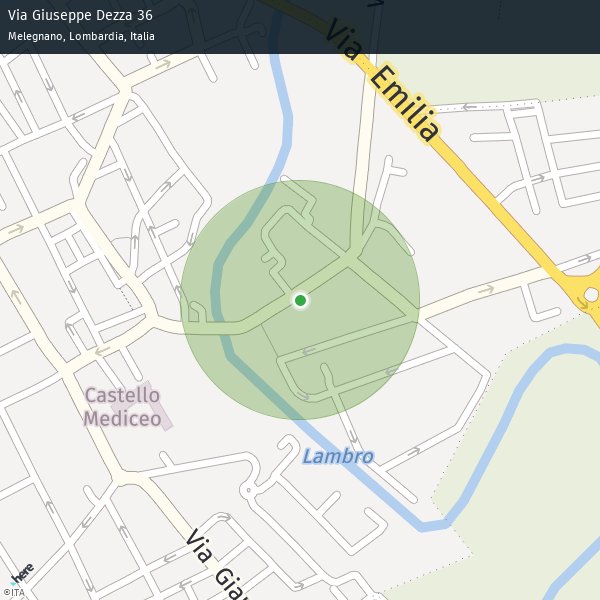 Via Giuseppe Dezza 36
Melegnano, Lombardia, Italia
Via Emilia
Castello
Mediceo
Lambro
Via Gia
here
©ITA